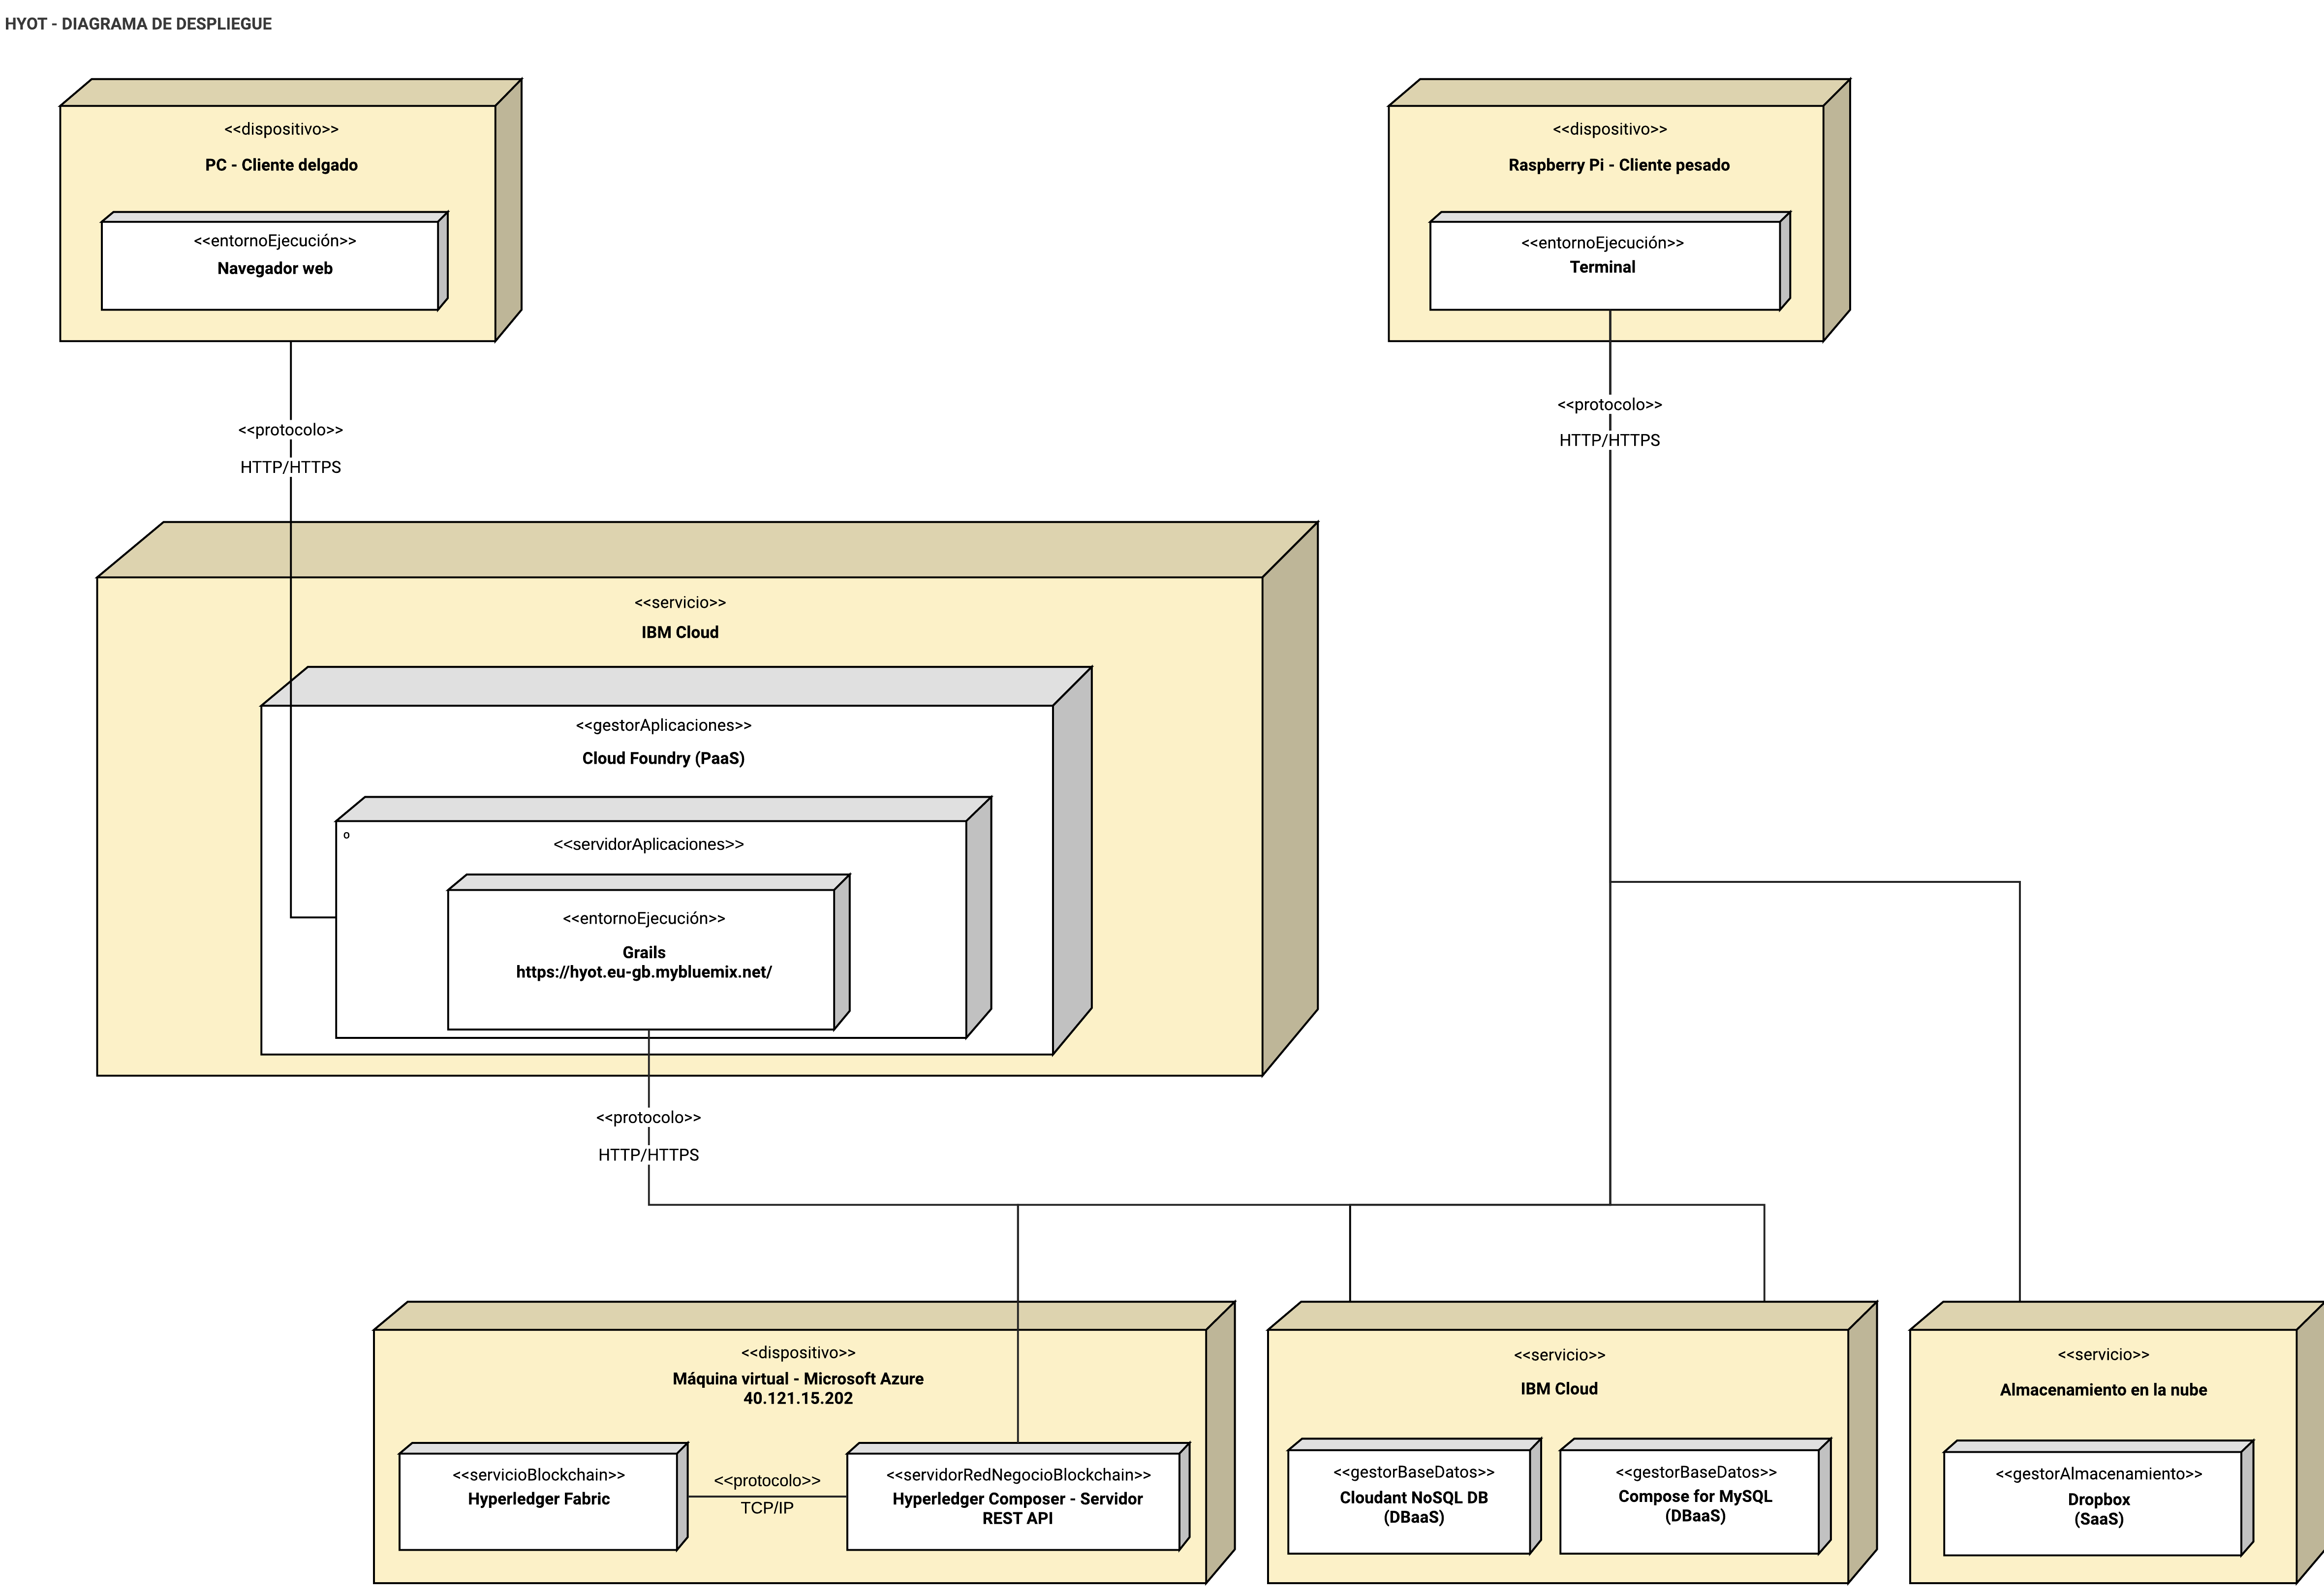 HYOT - DIAGRAMA DE DESPLIEGUE
<<dispositivo>>
PC - Cliente delgado
<<entornoEjecución>>
Navegador web
<<dispositivo>>
Raspberry Pi - Cliente pesado
<<entornoEjecución>>
Terminal
<<protocolo>>
HTTP/HTTPS
<<protocolo>>
HTTP/HTTPS
<<servicio>>
IBM Cloud
<<gestorAplicaciones>>
Cloud Foundry (PaaS)
o
<<servidorAplicaciones>>
<<entornoEjecución>>
Grails
https://hyot.eu-gb.mybluemix.net/
<<protocolo>>
HTTP/HTTPS
<<dispositivo>>
Máquina virtual - Microsoft Azure
40.121.15.202
<<servicioBlockchain>>
Hyperledger Fabric
<<protocolo>>
TCP/IP
<<servidorRedNegocioBlockchain>>
Hyperledger Composer - Servidor
REST API
<<servicio>>
IBM Cloud
<<gestorBaseDatos>>
Cloudant NoSQL DB
(DBaaS)
<<gestorBaseDatos>>
Compose for MySQL
(DBaaS)
<<servicio>>
Almacenamiento en la nube
<<gestorAlmacenamiento>>
Dropbox
(SaaS)